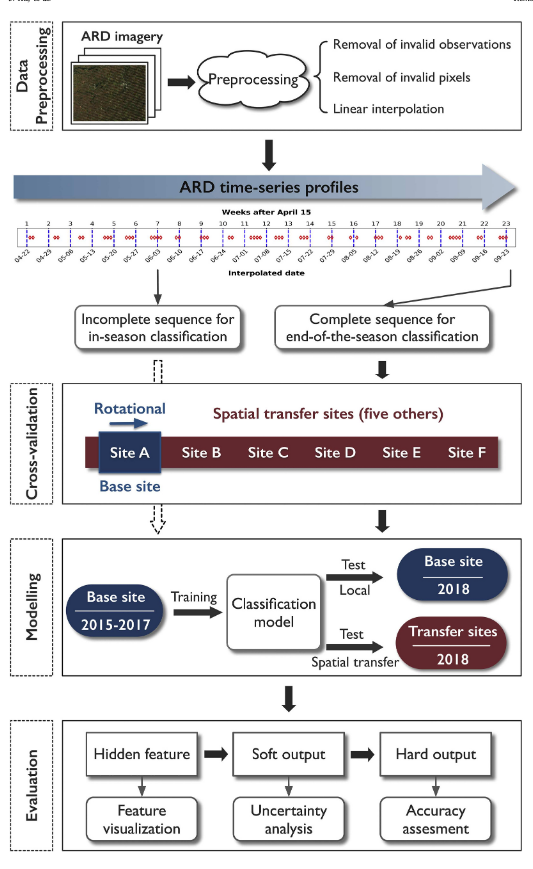 Data
Preprocessing
ARD imagery
Preprocessing
Removal of invalid observations
Removal of invalid pixels
Linear interpolation
ARD time-series profiles
Weeks after April 15
1 2 3 4 5 6 7 8 9 10 11 12 13 14 15 16 17 18 19 20 21 22 23
04-22 04-29 05-06 05-13 05-20 05-27 06-03 06-10 06-17 06-24 07-01 07-08 07-15 07-22 07-29 08-05 08-12 08-19 08-26 09-02 09-09 09-16 09-23
Interpolated date
Incomplete sequence for
in-season classification
Complete sequence for
end-of-the-season classification
Cross-validation
Rotational
Spatial transfer sites (five others)
Site A Site B Site C Site D Site E Site F
Base site
Modelling
Base site
2015-2017
Training
Classification
model
Test
Local
Base site
2018
Test
Spatial transfer
Transfer sites
2018
Evaluation
Hidden feature
Soft output
Hard output
Feature
visualization
Uncertainty
analysis
Accuracy
assesment